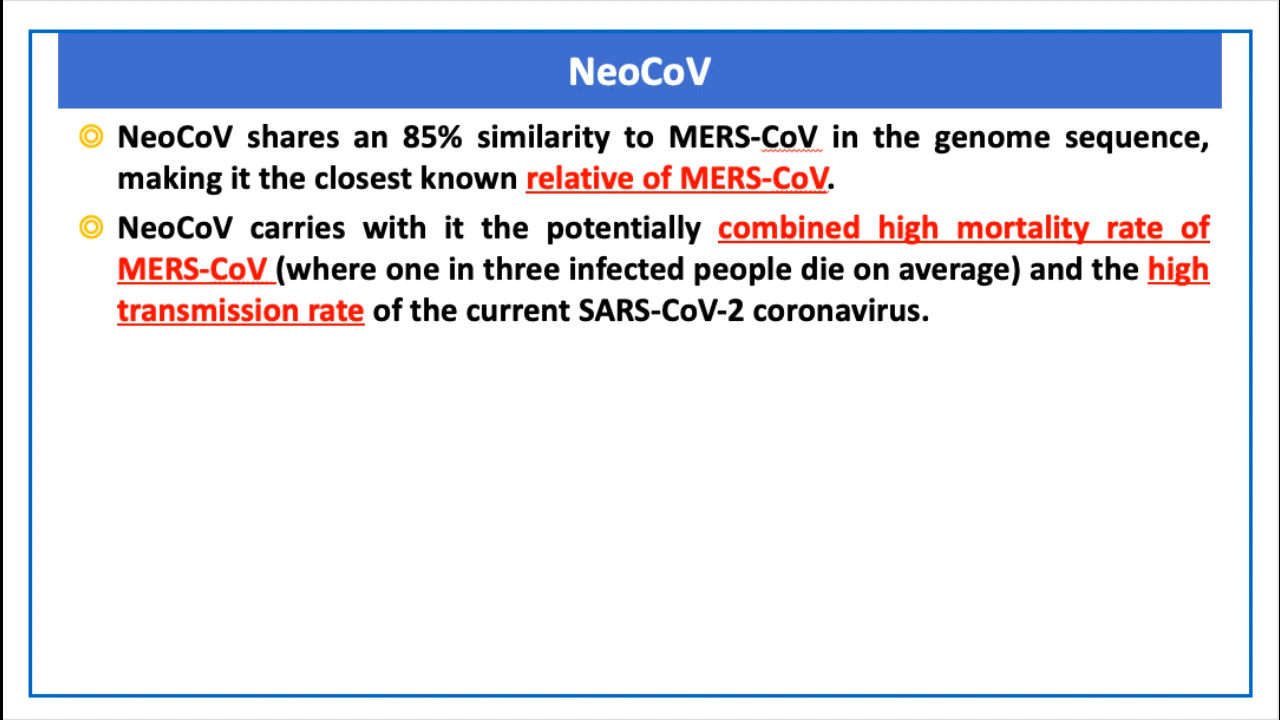 NeoCoV
NeoCoV shares an 85% similarity to MERS-CoV in the genome sequence,
making it the closest known relative of MERS-CoV.
NeoCoV carries with it the potentially combined high mortality rate of
MERS-CoV (where one in three infected people die on average) and the high
transmission rate of the current SARS-CoV-2 coronavirus.